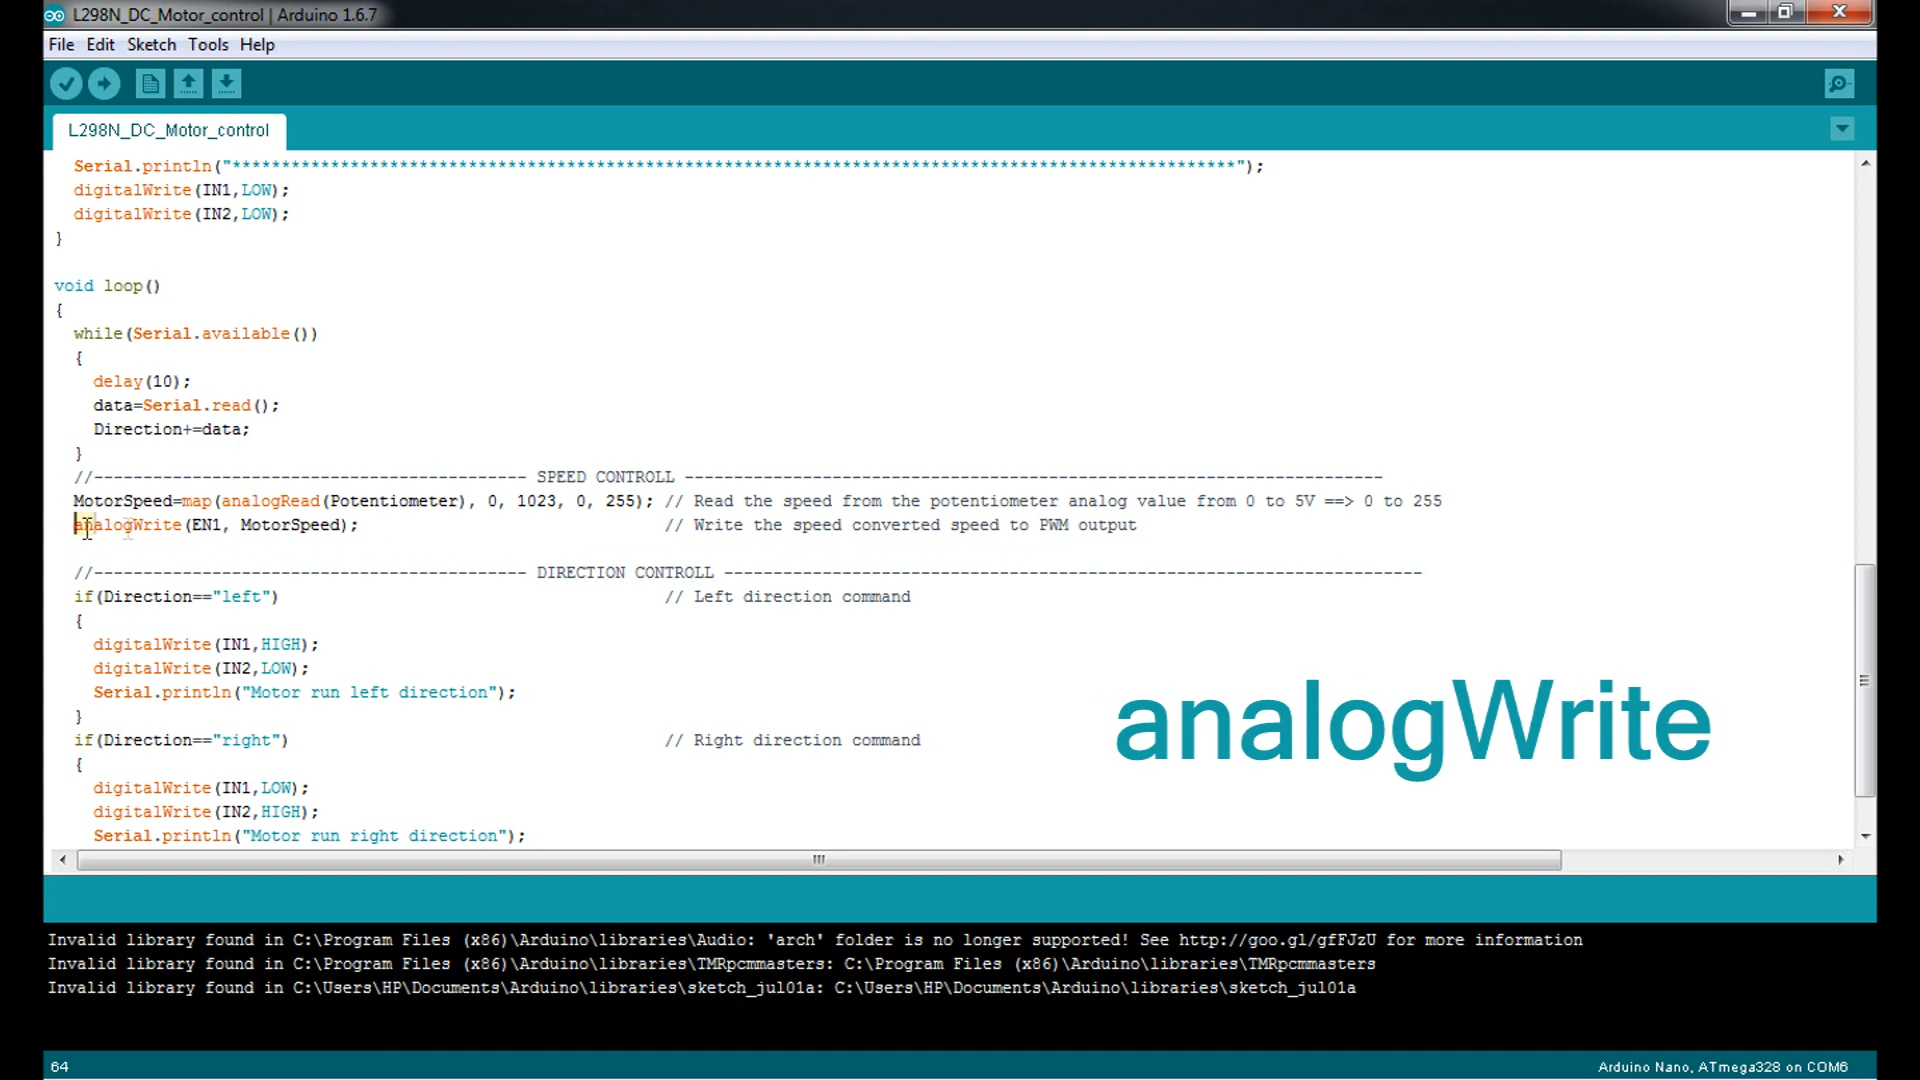 L298N_DC_Motor_control | Arduino 1.6.7
File Edit Sketch Tools Help
L298N_DC_Motor_control
Serial.println("*******************************************************************************************************");
digitalWrite(IN1,LOW);
digitalWrite(IN2,LOW);
}
void loop()
{
while(Serial.available())
{
delay(10);
data=Serial.read();
Direction+=data;
}
//-------------------------------------------- SPEED CONTROLL -----------------------------------------------------------------------
MotorSpeed=map(analogRead(Potentiometer), 0, 1023, 0, 255); // Read the speed from the potentiometer analog value from 0 to 5V ==> 0 to 255
analogWrite(EN1, MotorSpeed); // Write the speed converted speed to PWM output
//-------------------------------------------- DIRECTION CONTROLL -----------------------------------------------------------------------
if(Direction=="left") // Left direction command
{
digitalWrite(IN1,HIGH);
digitalWrite(IN2,LOW);
Serial.println("Motor run left direction");
}
if(Direction=="right") // Right direction command
{
digitalWrite(IN1,LOW);
digitalWrite(IN2,HIGH);
Serial.println("Motor run right direction");
analogWrite
Invalid library found in C:\Program Files (x86)\Arduino\libraries\Audio: 'arch' folder is no longer supported! See http://goo.gl/gfFJzU for more information
Invalid library found in C:\Program Files (x86)\Arduino\libraries\TMRpcmmasters: C:\Program Files (x86)\Arduino\libraries\TMRpcmmasters
Invalid library found in C:\Users\HP\Documents\Arduino\libraries\sketch_jul01a: C:\Users\HP\Documents\Arduino\libraries\sketch_jul01a
64
Arduino Nano, ATmega328 on COM6